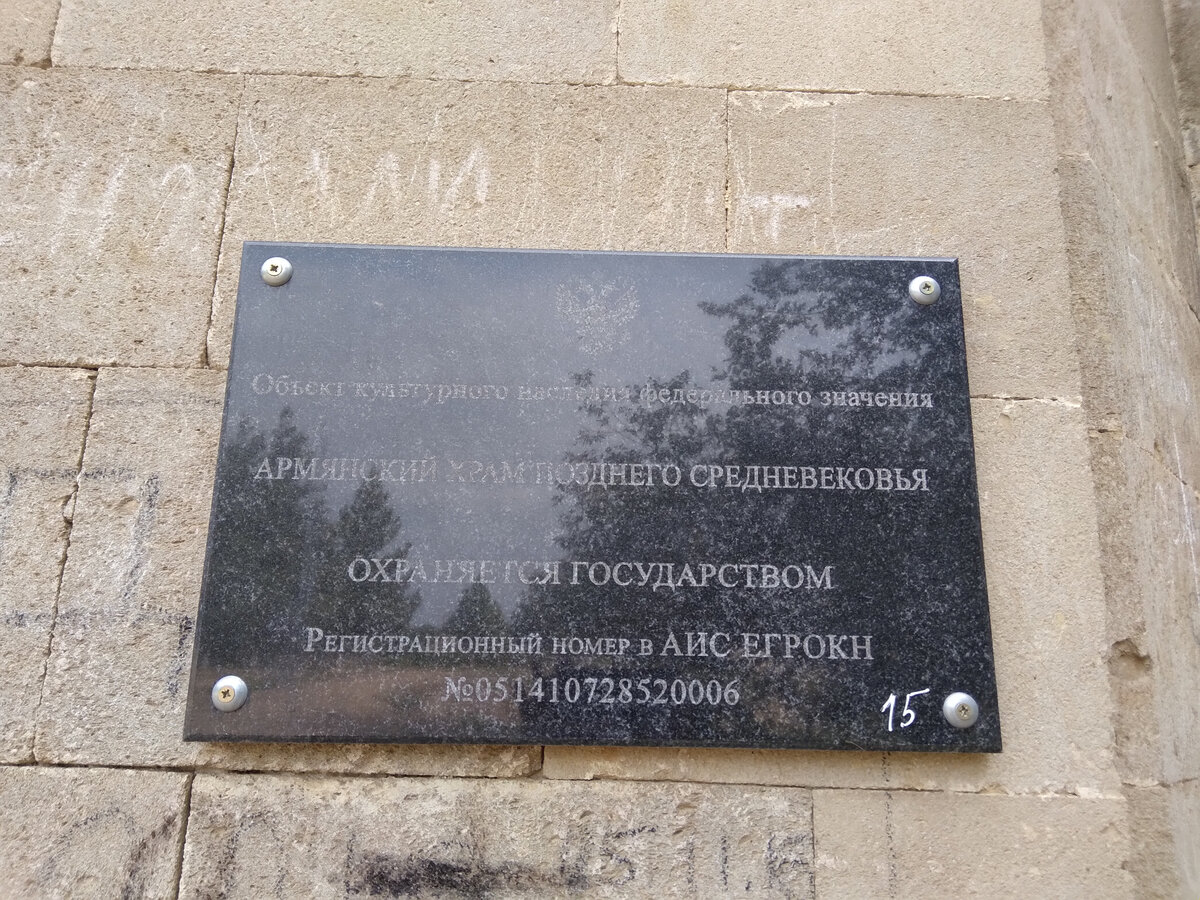 Объект культурного наследия федерального значения
АРМЯНСКИЙ ХРАМ ПОЗДНЕГО СРЕДНЕВЕКОВЬЯ
ОХРАНЯЕТСЯ ГОСУДАРСТВОМ
Регистрационный номер в АИС ЕГРОКН
№051410728520006
15